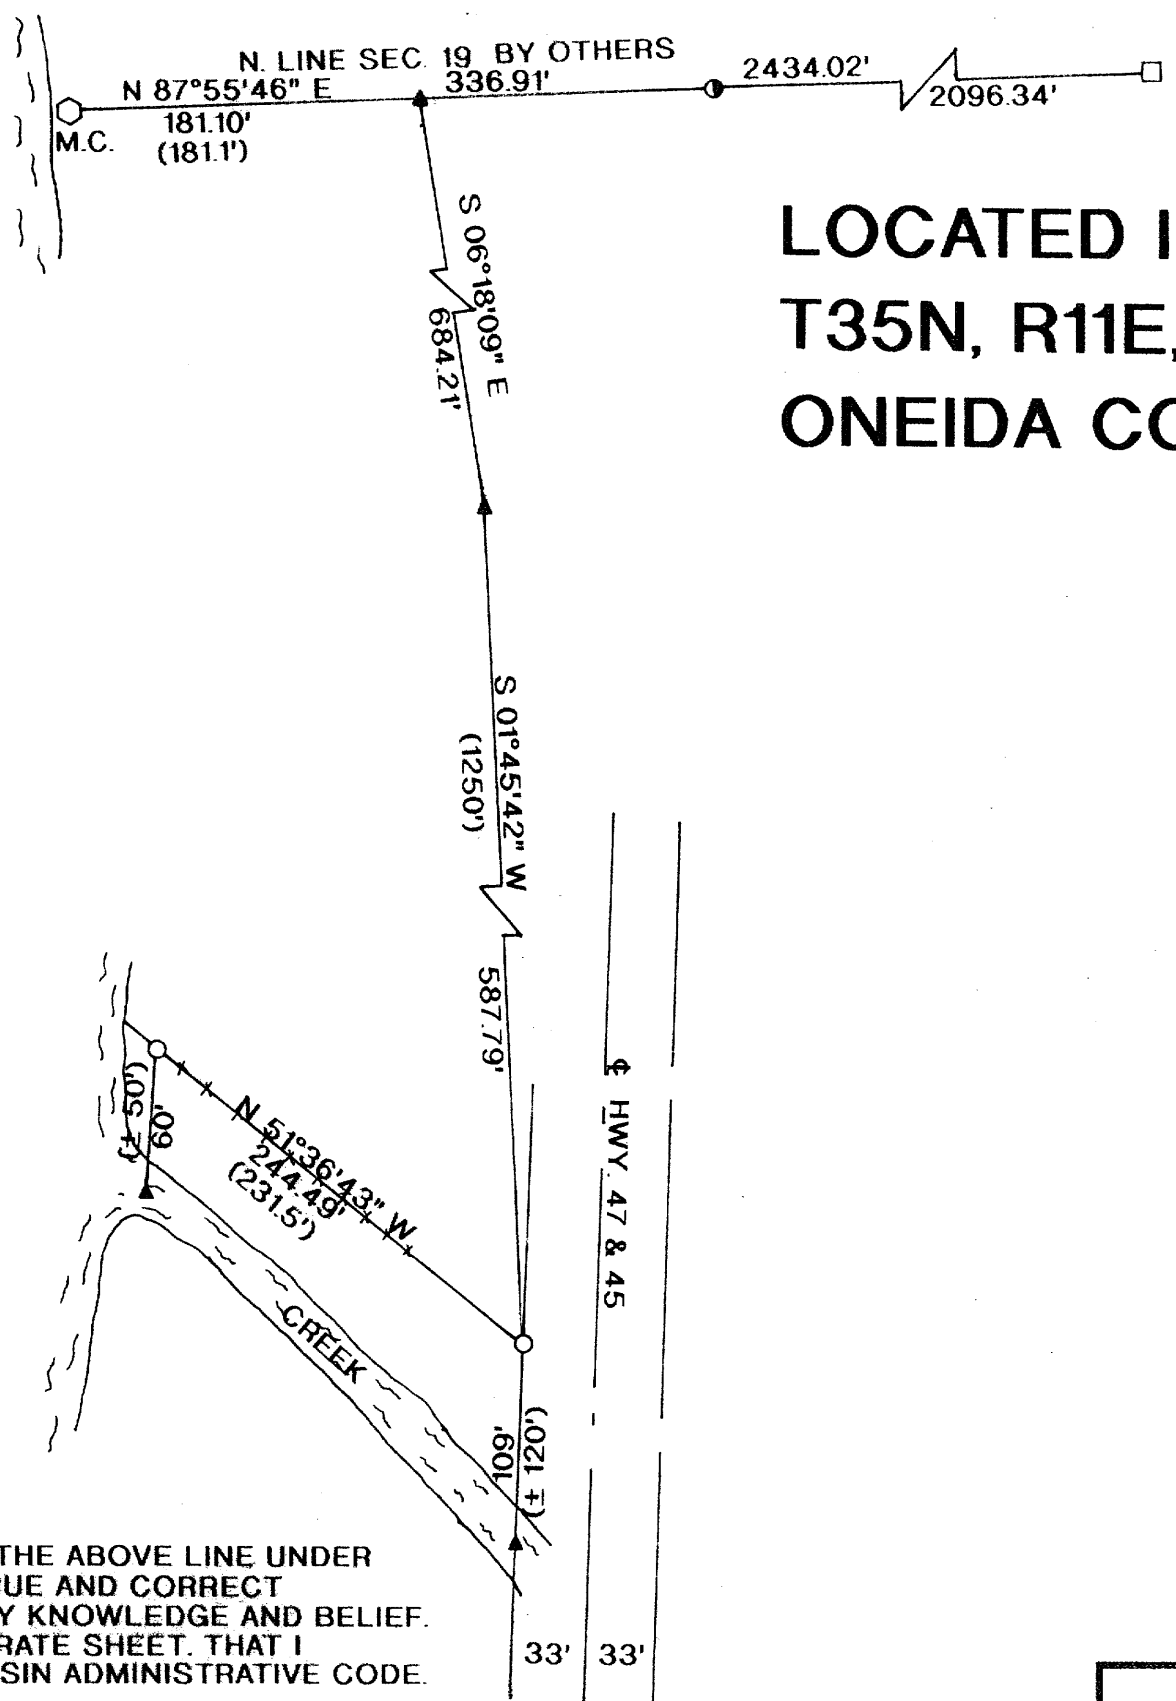 N. LINE SEC. 19 BY OTHERS
N 87°55'46" E
336.91'
2434.02'
2096.34'
181.10'
(181.1')
M.C.
S 06°18'09" E
684.21'
LOCATED I
T35N, R11E,
ONEIDA CO
S 01°45'42" W
(1250')
587.79'
℄ HWY. 47 & 45
(± 50')
60'
N 51°36'43" W
244.49'
(231.5')
CREEK
109'
(± 120')
THE ABOVE LINE UNDER
UE AND CORRECT
Y KNOWLEDGE AND BELIEF.
RATE SHEET. THAT I
SIN ADMINISTRATIVE CODE.
33' 33'